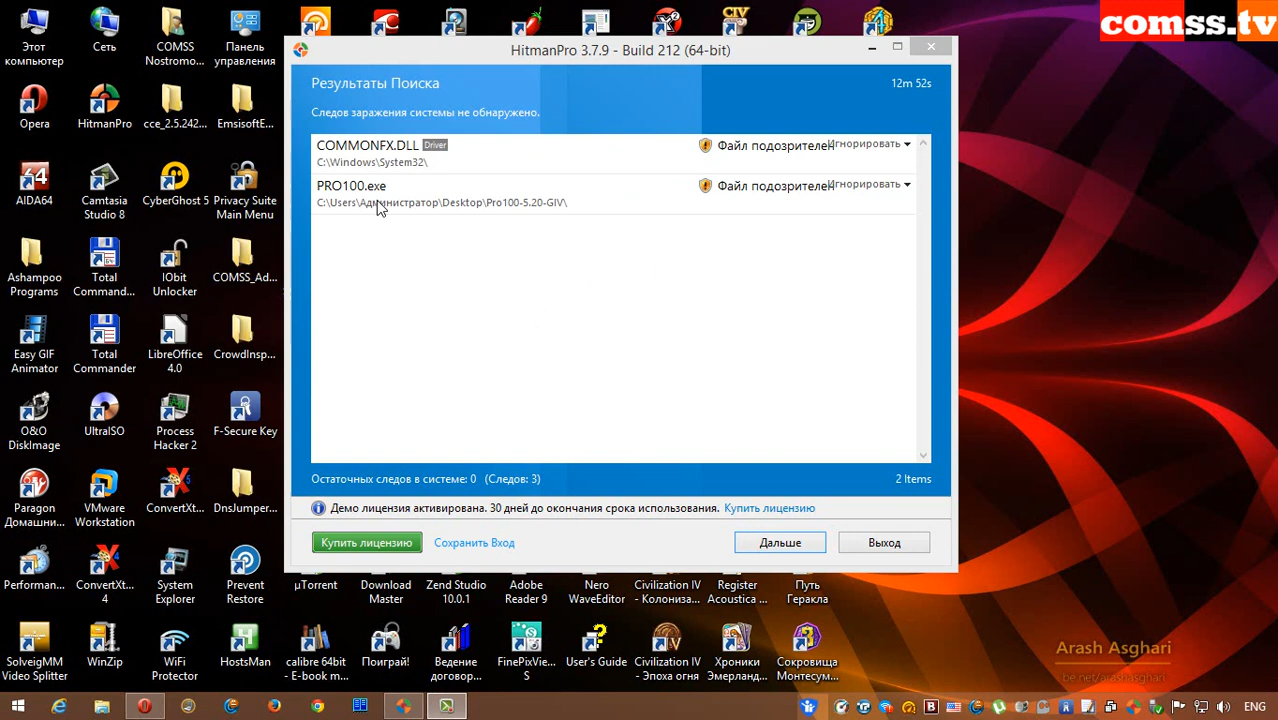 comss.tv
Этот компьютер
Сеть
COMSS Nostromo...
Панель управления
HitmanPro 3.7.9 - Build 212 (64-bit)
Результаты Поиска
12m 52s
Следов заражения системы не обнаружено.
COMMONFX.DLL Driver
Файл подозрителен
Игнорировать
C:\Windows\System32\
PRO100.exe
Файл подозрителен
Игнорировать
C:\Users\Администратор\Desktop\Pro100-5.20-GIV\
Остаточных следов в системе: 0 (Следов: 3)
2 Items
Демо лицензия активирована. 30 дней до окончания срока использования. Купить лицензию
Купить лицензию
Сохранить Вход
Дальше
Выход
Opera
HitmanPro
cce_2.5.242...
EmsisoftE...
AIDA64
Camtasia Studio 8
CyberGhost 5
Privacy Suite Main Menu
Ashampoo Programs
Total Command...
IObit Unlocker
COMSS_Ad...
Easy GIF Animator
Total Commander
LibreOffice 4.0
CrowdInsp...
O&O DiskImage
UltraISO
Process Hacker 2
F-Secure Key
Paragon Домашни...
VMware Workstation
ConvertXt...
DnsJumper...
Performan...
ConvertXt... 4
System Explorer
Prevent Restore
µTorrent
Download Master
Zend Studio 10.0.1
Adobe Reader 9
Nero WaveEditor
Civilization IV - Колониза...
Register Acoustica ...
Путь Геракла
SolveigMM Video Splitter
WinZip
WiFi Protector
HostsMan
calibre 64bit - E-book m...
Поиграй!
Ведение договор...
FinePixView... S
User's Guide
Civilization IV - Эпоха огня
Хроники Эмерланд...
Сокровища Монтесум...
Arash Asghari
be.net/arashasghari
ENG